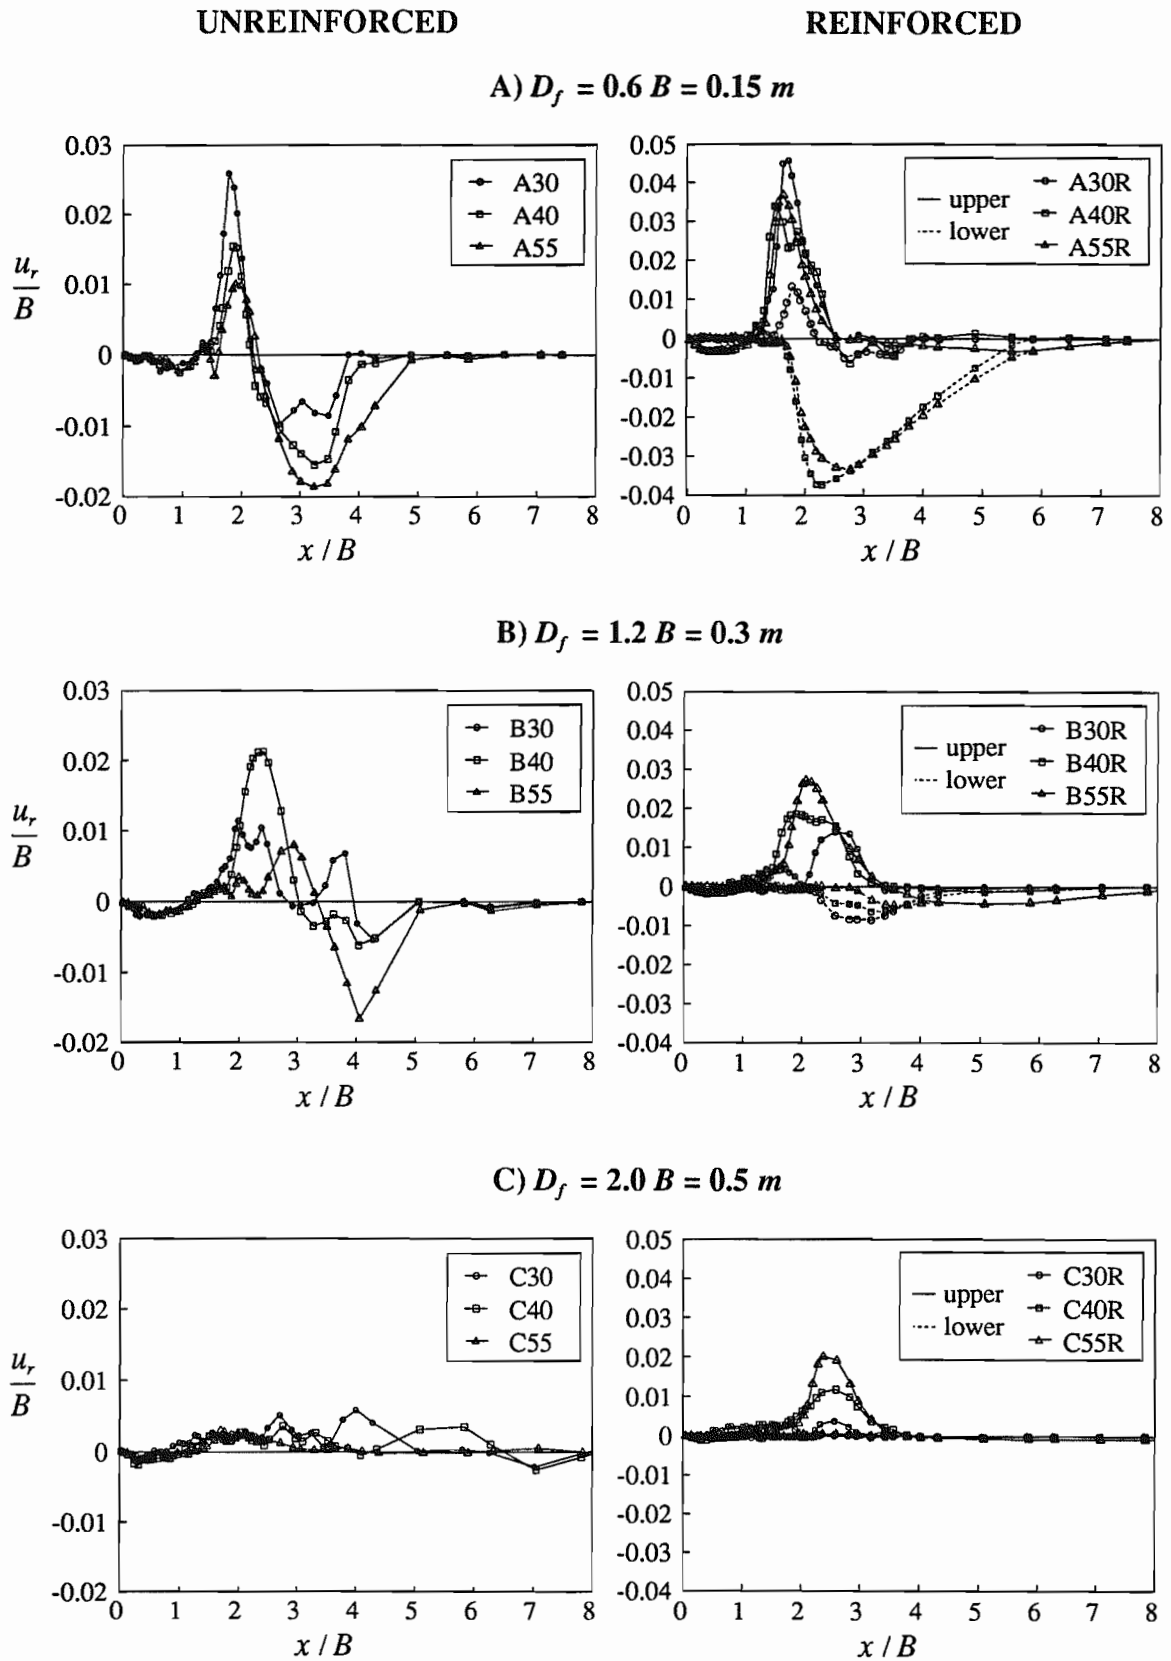 UNREINFORCED REINFORCED
A) D_f = 0.6 B = 0.15 m
0.03
0.02
0.01
0
-0.01
-0.02
u_r
B
A30
A40
A55
0 1 2 3 4 5 6 7 8
x / B
0.05
0.04
0.03
0.02
0.01
0
-0.01
-0.02
-0.03
-0.04
upper
lower
A30R
A40R
A55R
0 1 2 3 4 5 6 7 8
x / B
B) D_f = 1.2 B = 0.3 m
0.03
0.02
0.01
0
-0.01
-0.02
u_r
B
B30
B40
B55
0 1 2 3 4 5 6 7 8
x / B
0.05
0.04
0.03
0.02
0.01
0
-0.01
-0.02
-0.03
-0.04
upper
lower
B30R
B40R
B55R
0 1 2 3 4 5 6 7 8
x / B
C) D_f = 2.0 B = 0.5 m
0.03
0.02
0.01
0
-0.01
-0.02
u_r
B
C30
C40
C55
0 1 2 3 4 5 6 7 8
x / B
0.05
0.04
0.03
0.02
0.01
0
-0.01
-0.02
-0.03
-0.04
upper
lower
C30R
C40R
C55R
0 1 2 3 4 5 6 7 8
x / B